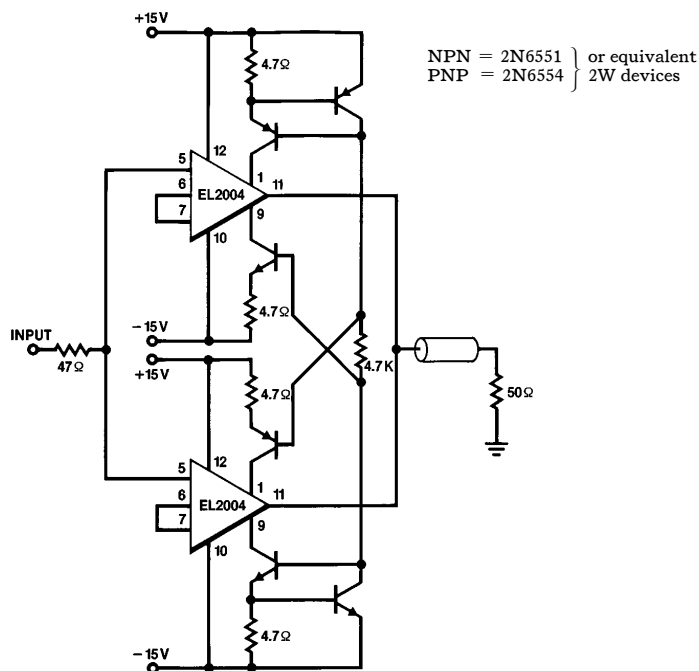 +15V
4.7Ω
NPN = 2N6551
PNP = 2N6554
or equivalent
2W devices
12
5
1
6
EL2004
11
7
9
10
4.7Ω
−15V
INPUT
47Ω
+15V
4.7K
4.7Ω
50Ω
12
5
1
6
EL2004
11
7
9
10
4.7Ω
−15V